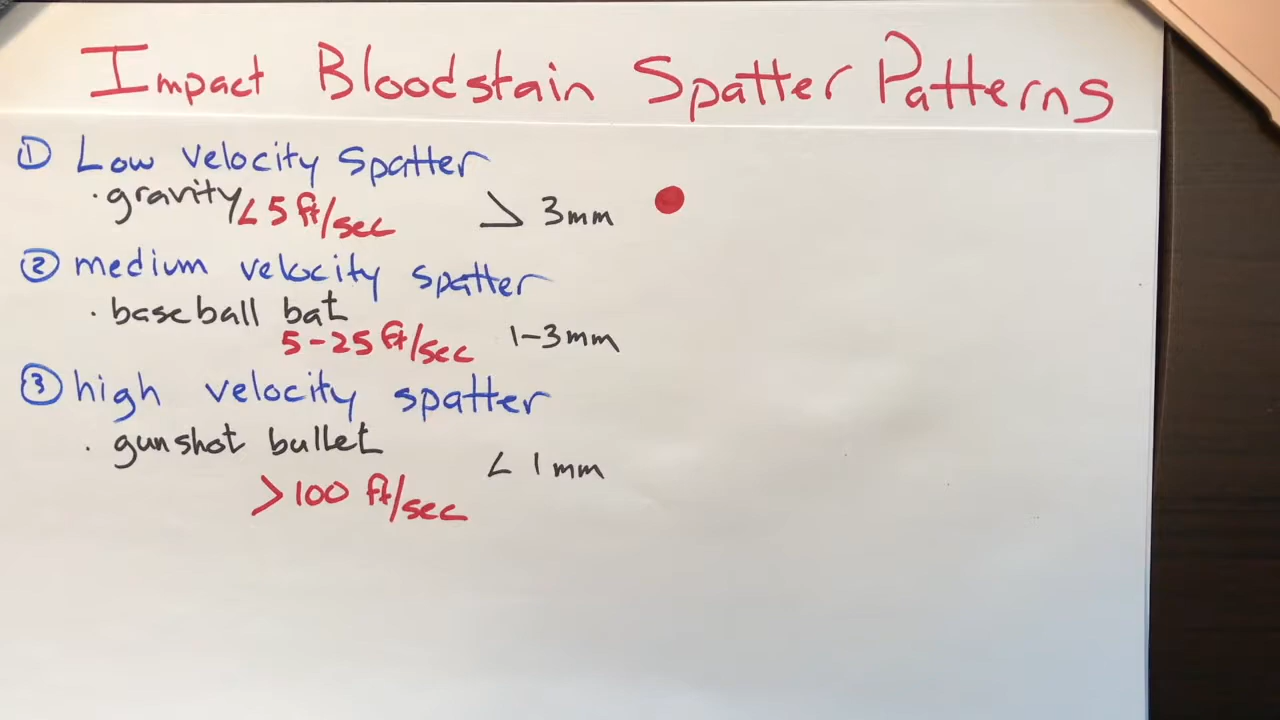 Impact Bloodstain Spatter Patterns
① Low velocity spatter
· gravity < 5 ft/sec > 3mm
② medium velocity spatter
· baseball bat
5-25 ft/sec 1-3mm
③ high velocity spatter
· gunshot bullet
< 1mm
>100 ft/sec